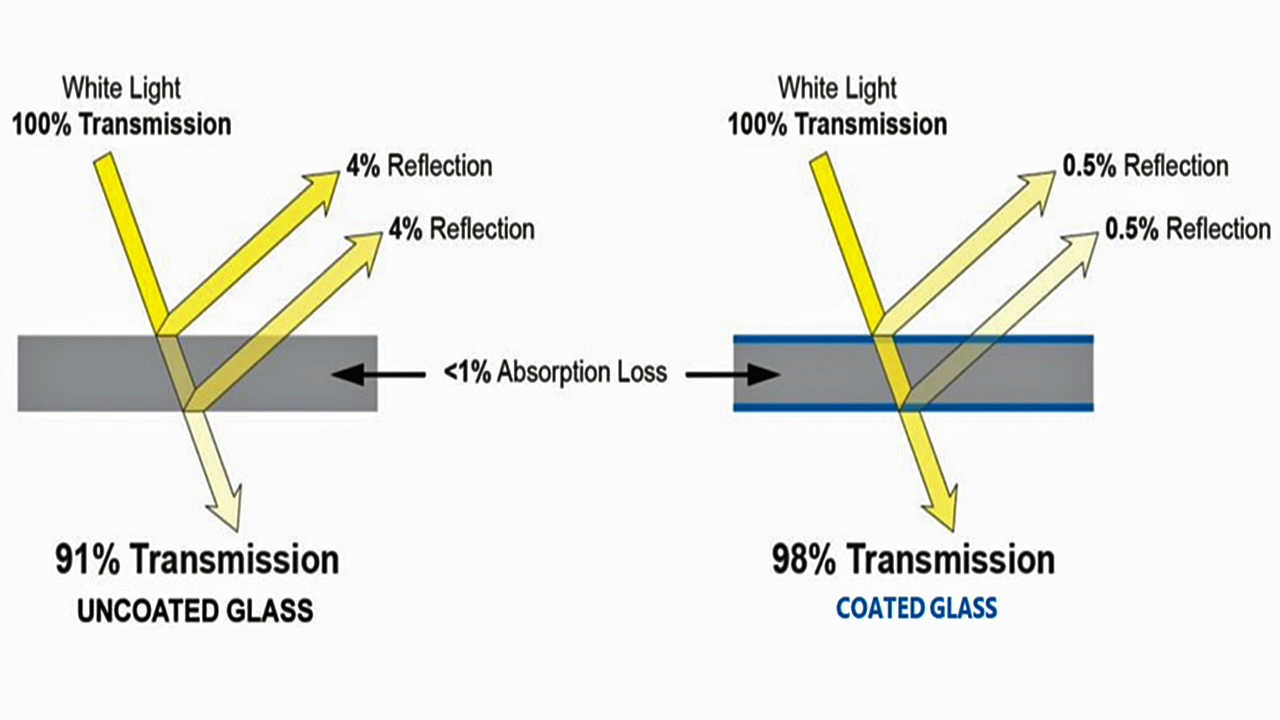 White Light
100% Transmission
4% Reflection
4% Reflection
<1% Absorption Loss
91% Transmission
UNCOATED GLASS
White Light
100% Transmission
0.5% Reflection
0.5% Reflection
98% Transmission
COATED GLASS